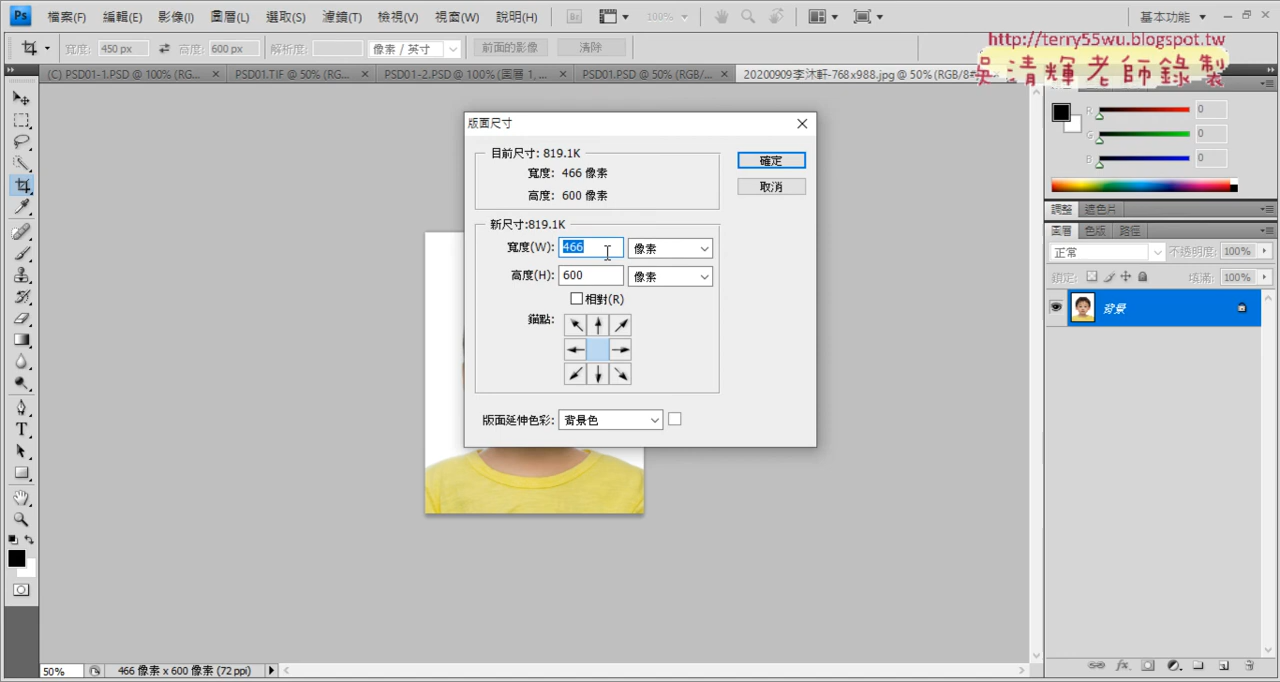 Ps 檔案(F) 編輯(E) 影像(I) 圖層(L) 選取(S) 濾鏡(T) 檢視(V) 視窗(W) 說明(H) Br 100% 基本功能
http://terry55wu.blogspot.tw
吳清輝老師錄製
寬度: 450 px 高度: 600 px 解析度: 像素 / 英寸 前面的影像 清除
(C) PSD01-1.PSD @ 100% (RG... × PSD01.TIF @ 50% (RG... × PSD01-2.PSD @ 100% (圖層 1, ... × PSD01.PSD @ 50% (RGB/... × 20200909李沐軒-768x988.jpg @ 50%(RGB/8
R 0
G 0
B 0
調整 遮色片
圖層 色版 路徑
正常 不透明度: 100%
鎖定: 填滿: 100%
背景
版面尺寸
目前尺寸: 819.1K
寬度: 466 像素
高度: 600 像素
確定
取消
新尺寸:819.1K
寬度(W): 466 像素
高度(H): 600 像素
相對(R)
錨點:
版面延伸色彩: 背景色
T
50% 466 像素 x 600 像素 (72 ppi)
fx